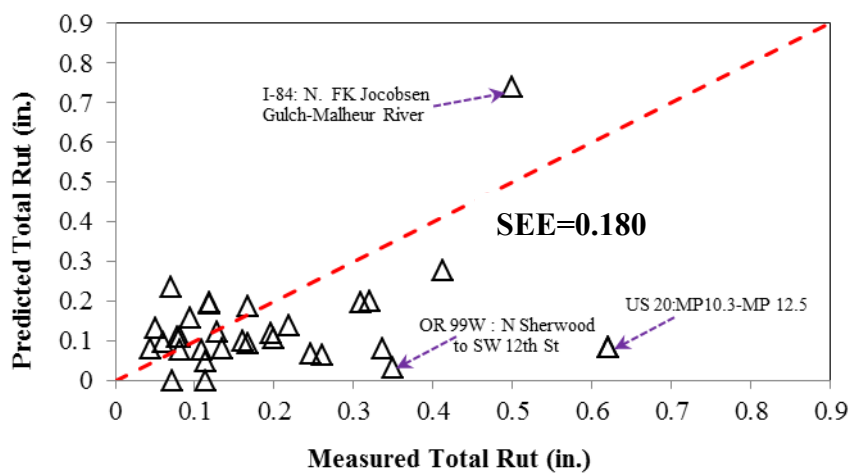 0.9
0.8
0.7
0.6
0.5
0.4
0.3
0.2
0.1
0
Predicted Total Rut (in.)
I-84: N. FK Jocobsen
Gulch-Malheur River
SEE=0.180
US 20:MP10.3-MP 12.5
OR 99W : N Sherwood
to SW 12th St
0 0.1 0.2 0.3 0.4 0.5 0.6 0.7 0.8 0.9
Measured Total Rut (in.)